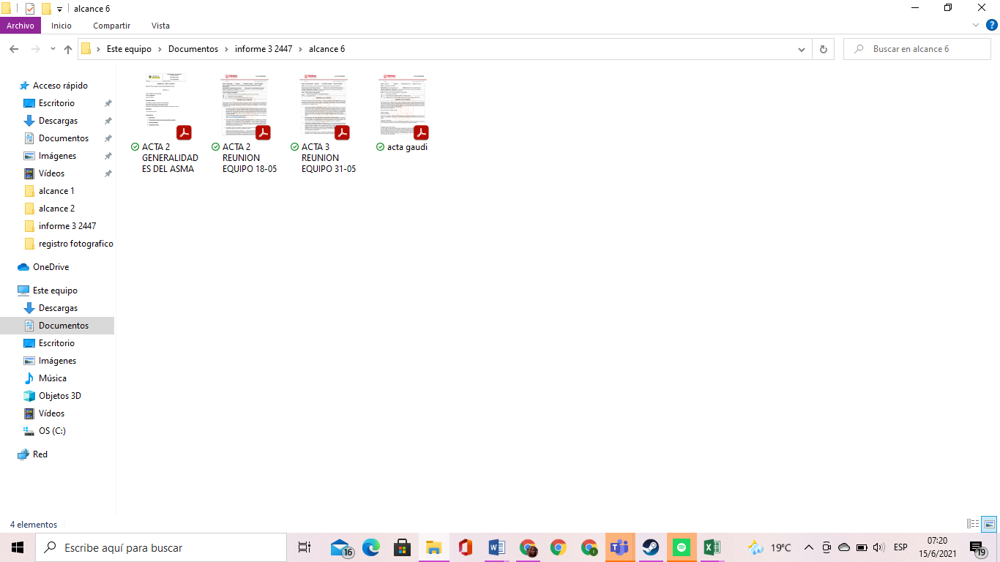 alcance 6
Archivo
Inicio
Compartir
Vista
Este equipo
Documentos
informe 3 2447
alcance 6
Buscar en alcance 6
Acceso rápido
Escritorio
Descargas
Documentos
Imágenes
Vídeos
alcance 1
alcance 2
informe 3 2447
registro fotografico
OneDrive
Este equipo
Descargas
Documentos
Escritorio
Imágenes
Música
Objetos 3D
Vídeos
OS (C:)
Red
ACTA 2
GENERALIDAD
ES DEL ASMA
ACTA 2
REUNION
EQUIPO 18-05
ACTA 3
REUNION
EQUIPO 31-05
acta gaudi
4 elementos
Escribe aquí para buscar
16
19°C
ESP
07:20
15/6/2021
19